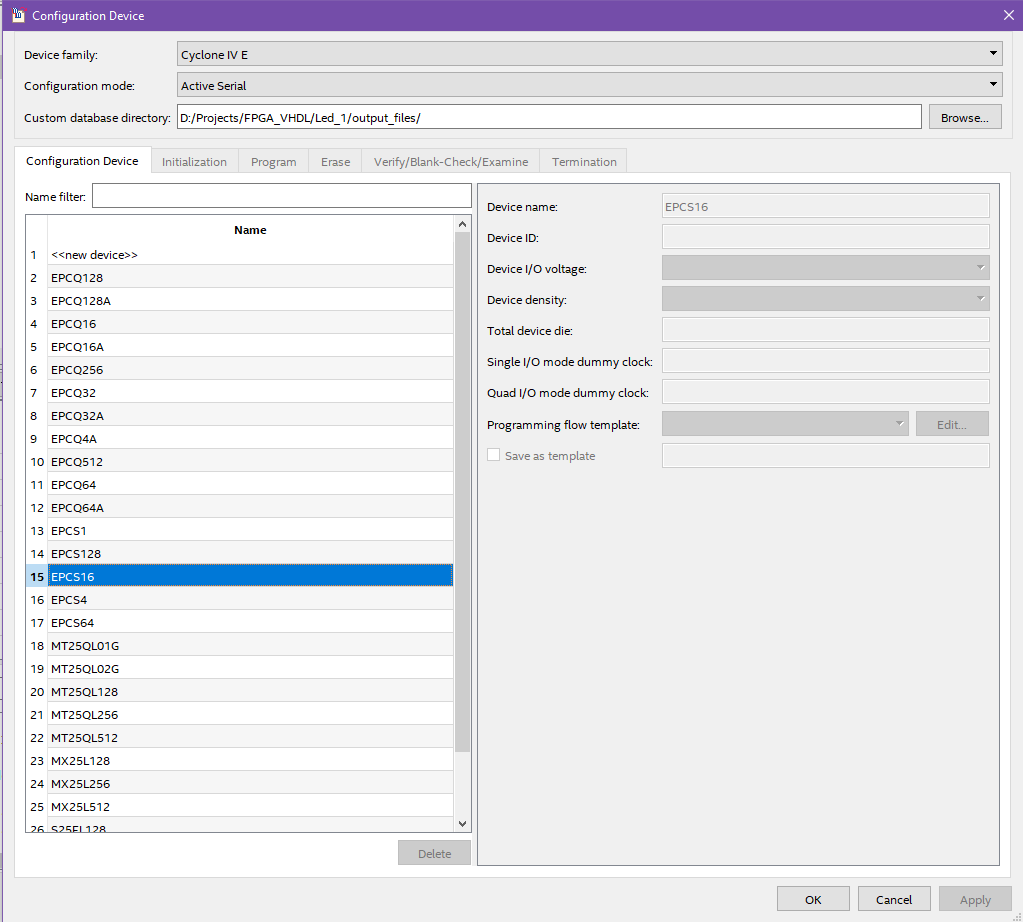 Configuration Device
Device family: Cyclone IV E
Configuration mode: Active Serial
Custom database directory: D:/Projects/FPGA_VHDL/Led_1/output_files/ Browse...
Configuration Device Initialization Program Erase Verify/Blank-Check/Examine Termination
Name filter:
Name
1 <<new device>>
2 EPCQ128
3 EPCQ128A
4 EPCQ16
5 EPCQ16A
6 EPCQ256
7 EPCQ32
8 EPCQ32A
9 EPCQ4A
10 EPCQ512
11 EPCQ64
12 EPCQ64A
13 EPCS1
14 EPCS128
15 EPCS16
16 EPCS4
17 EPCS64
18 MT25QL01G
19 MT25QL02G
20 MT25QL128
21 MT25QL256
22 MT25QL512
23 MX25L128
24 MX25L256
25 MX25L512
26 S25FL128
Delete
Device name: EPCS16
Device ID:
Device I/O voltage:
Device density:
Total device die:
Single I/O mode dummy clock:
Quad I/O mode dummy clock:
Programming flow template: Edit...
Save as template
OK Cancel Apply